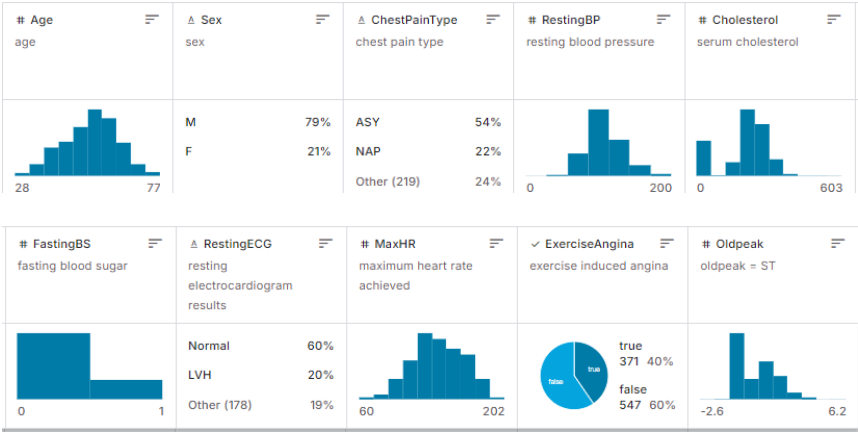 # Age
A Sex
A ChestPainType
# RestingBP
# Cholesterol
age
sex
chest pain type
resting blood pressure
serum cholesterol
M 79%
F 21%
ASY 54%
NAP 22%
Other (219) 24%
28 77
0 200
0 603
# FastingBS
A RestingECG
# MaxHR
✓ ExerciseAngina
# Oldpeak
fasting blood sugar
resting
electrocardiogram
results
maximum heart rate
achieved
exercise induced angina
oldpeak = ST
Normal 60%
LVH 20%
Other (178) 19%
true
false
true
371 40%
false
547 60%
0 1
60 202
-2.6 6.2